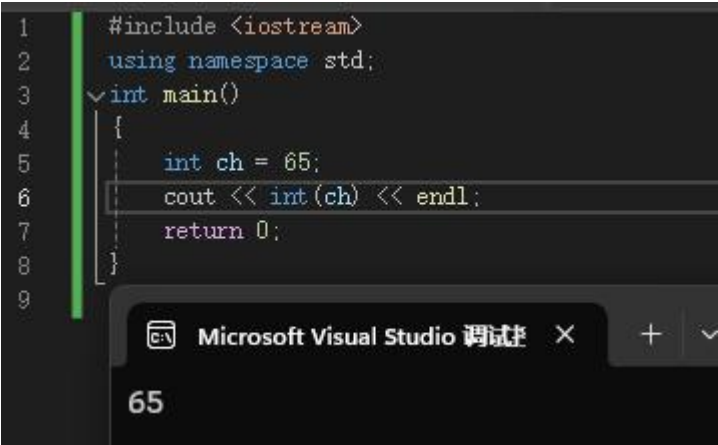 1 #include <iostream>
2 using namespace std;
3 int main()
4 {
5 int ch = 65;
6 cout << int(ch) << endl;
7 return 0;
8 }
9
Microsoft Visual Studio 调试
65